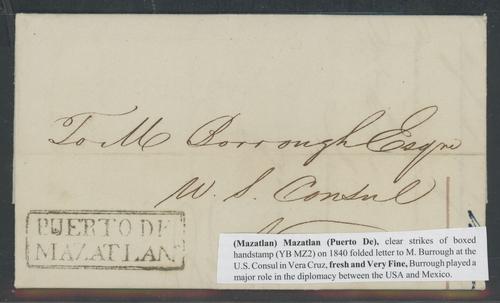 To M Borrough Esqre
U. S. Consul
PUERTO DE
MAZATLAN
(Mazatlan) Mazatlan (Puerto De), clear strikes of boxed
handstamp (YB MZ2) on 1840 folded letter to M. Burrough at the
U.S. Consul in Vera Cruz, fresh and Very Fine, Burrough played a
major role in the diplomacy between the USA and Mexico.